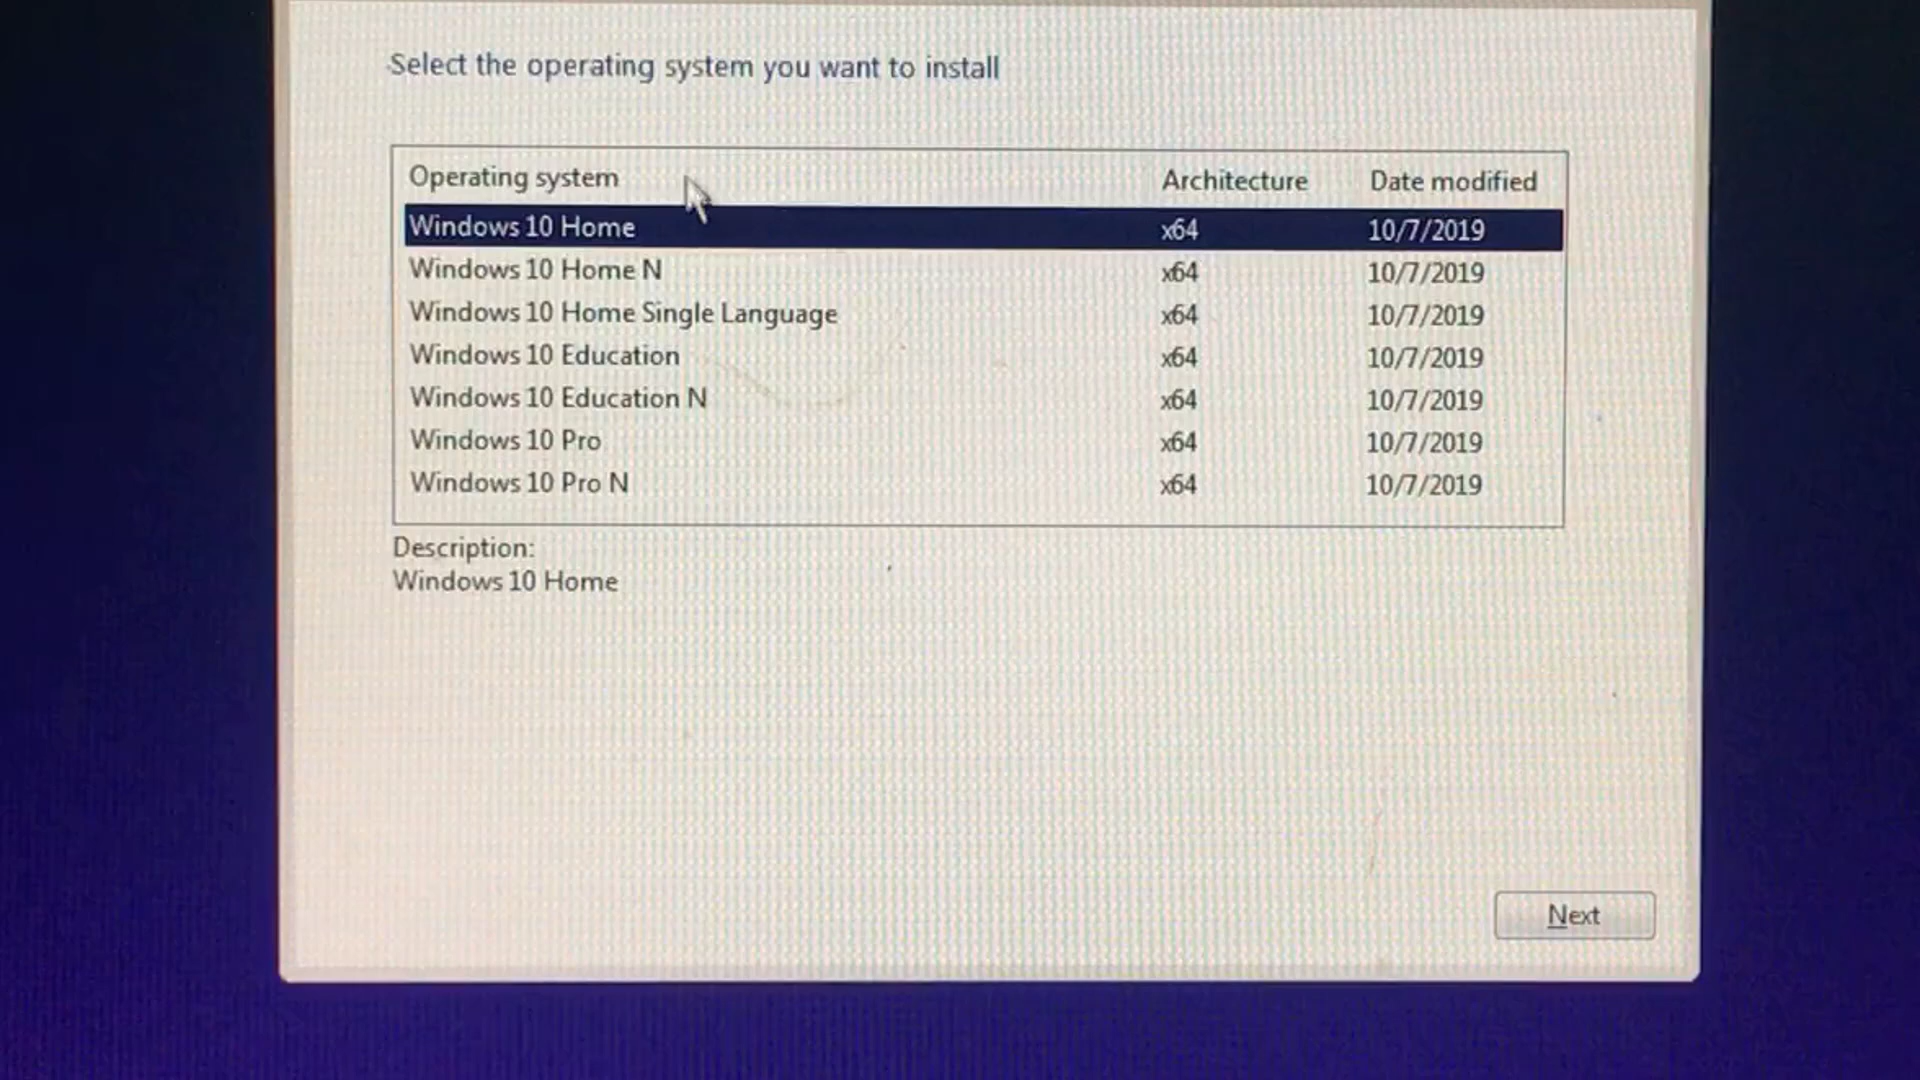 Select the operating system you want to install
Operating system Architecture Date modified
Windows 10 Home x64 10/7/2019
Windows 10 Home N x64 10/7/2019
Windows 10 Home Single Language x64 10/7/2019
Windows 10 Education x64 10/7/2019
Windows 10 Education N x64 10/7/2019
Windows 10 Pro x64 10/7/2019
Windows 10 Pro N x64 10/7/2019
Description:
Windows 10 Home
Next